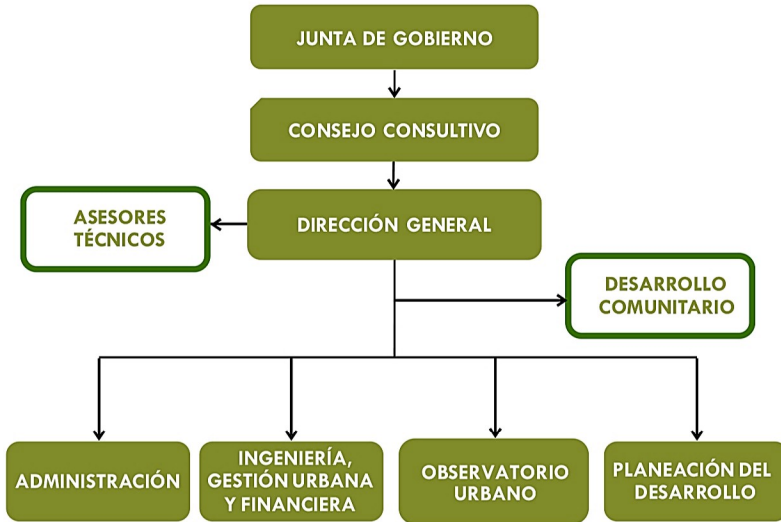 JUNTA DE GOBIERNO
CONSEJO CONSULTIVO
ASESORES
TÉCNICOS
DIRECCIÓN GENERAL
DESARROLLO
COMUNITARIO
ADMINISTRACIÓN
INGENIERÍA,
GESTIÓN URBANA
Y FINANCIERA
OBSERVATORIO
URBANO
PLANEACIÓN DEL
DESARROLLO